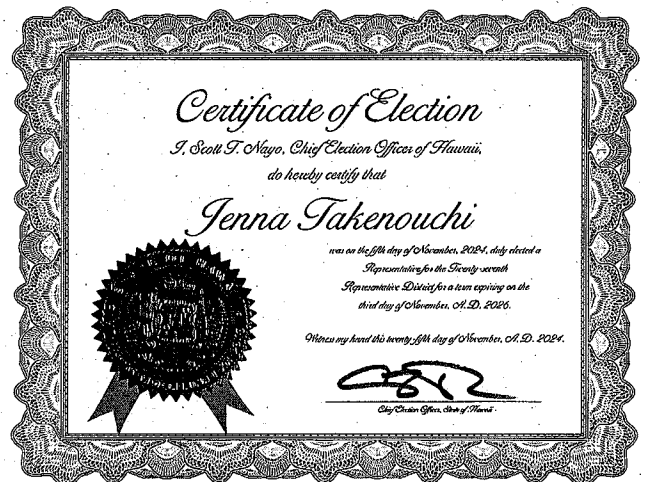 Certificate of Election
I, Scott T. Nago, Chief Election Officer of Hawaii,
do hereby certify that
Jenna Takenouchi
was on the fifth day of November, 2024, duly elected a
Representative for the Twenty-seventh
Representative District for a term expiring on the
third day of November, A.D. 2026.
Witness my hand this twenty-fifth day of November, A.D. 2024.
Chief Election Officer, State of Hawaii